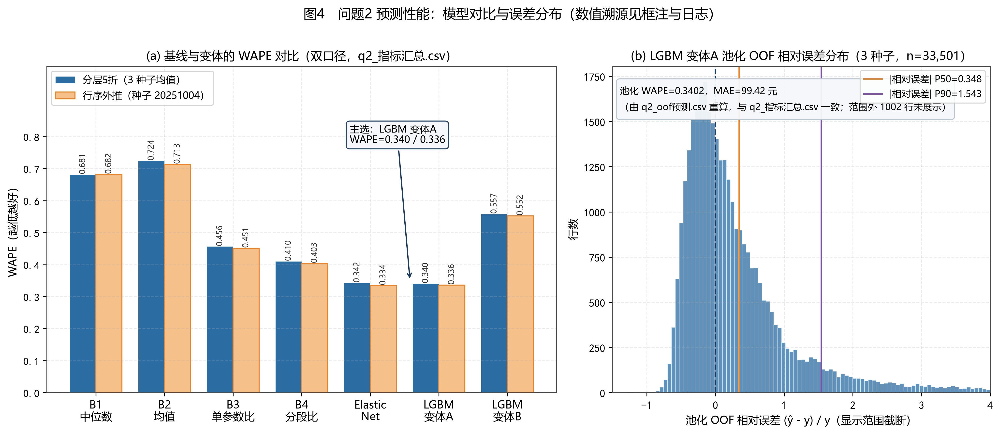 图4　问题2 预测性能：模型对比与误差分布（数值溯源见框注与日志）
(a) 基线与变体的 WAPE 对比（双口径，q2_指标汇总.csv）
分层5折（3 种子均值）
行序外推（种子 20251004）
主选：LGBM 变体A
WAPE=0.340 / 0.336
WAPE（越低越好）
0.8
0.7
0.6
0.5
0.4
0.3
0.2
0.1
0.0
0.681
0.682
0.724
0.713
0.456
0.451
0.410
0.403
0.342
0.334
0.340
0.336
0.557
0.552
B1
中位数
B2
均值
B3
单参数比
B4
分段比
Elastic
Net
LGBM
变体A
LGBM
变体B
(b) LGBM 变体A 池化 OOF 相对误差分布（3 种子，n=33,501）
|相对误差| P50=0.348
|相对误差| P90=1.543
池化 WAPE=0.3402，MAE=99.42 元
（由 q2_oof预测.csv 重算，与 q2_指标汇总.csv 一致；范围外 1002 行未展示）
行数
1750
1500
1250
1000
750
500
250
0
−1
0
1
2
3
4
池化 OOF 相对误差 (ŷ - y) / y（显示范围截断）